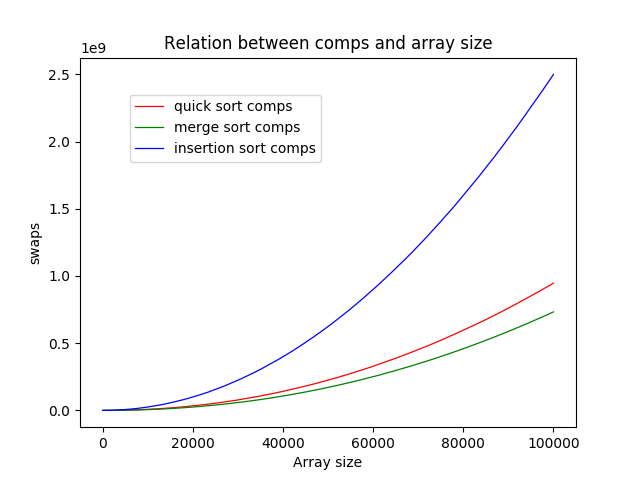 Relation between comps and array size
1e9
2.5
2.0
1.5
1.0
0.5
0.0
swaps
quick sort comps
merge sort comps
insertion sort comps
0 20000 40000 60000 80000 100000
Array size